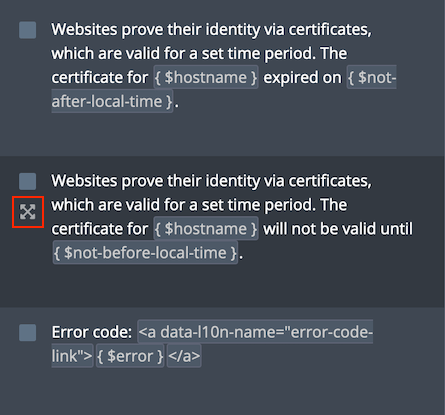 Websites prove their identity via certificates,
which are valid for a set time period. The
certificate for { $hostname } expired on { $not-
after-local-time }.
Websites prove their identity via certificates,
which are valid for a set time period. The
certificate for { $hostname } will not be valid until
{ $not-before-local-time }.
Error code: <a data-l10n-name="error-code-
link">{ $error }</a>